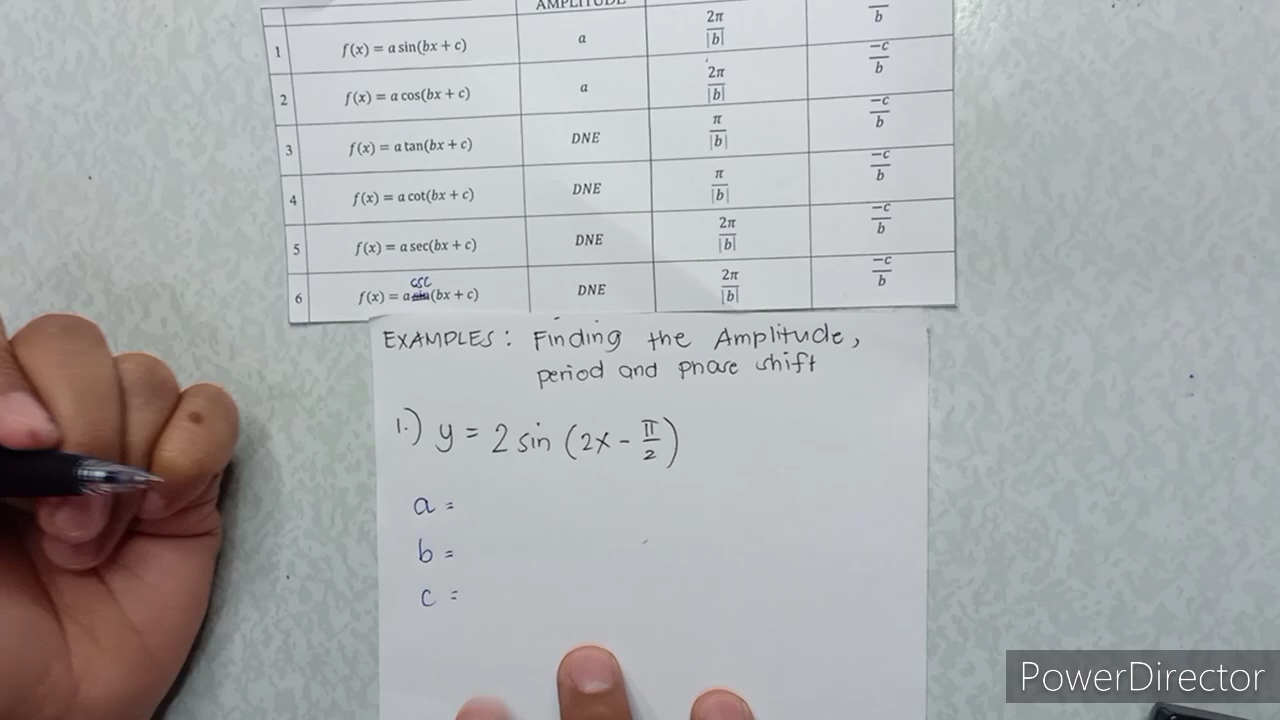 AMPLITUDE
b
1 f(x) = a sin(bx + c) a 2π/|b|
2 f(x) = a cos(bx + c) a 2π/|b| −c/b
3 f(x) = a tan(bx + c) DNE π/|b| −c/b
4 f(x) = a cot(bx + c) DNE π/|b| −c/b
5 f(x) = a sec(bx + c) DNE 2π/|b| −c/b
csc
6 f(x) = a sin(bx + c) DNE 2π/|b| −c/b
EXAMPLES: Finding the Amplitude,
period and phase shift
1.) y = 2 sin (2x − π/2)
a =
b =
c =
PowerDirector